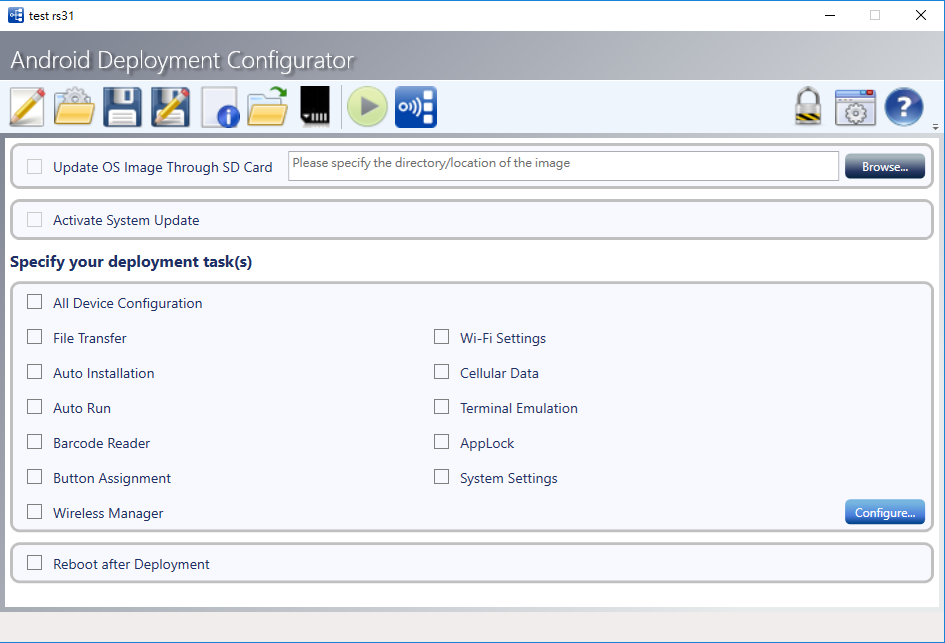 test rs31
Android Deployment Configurator
Update OS Image Through SD Card Please specify the directory/location of the image Browse...
Activate System Update
Specify your deployment task(s)
All Device Configuration
File Transfer Wi-Fi Settings
Auto Installation Cellular Data
Auto Run Terminal Emulation
Barcode Reader AppLock
Button Assignment System Settings
Wireless Manager Configure...
Reboot after Deployment